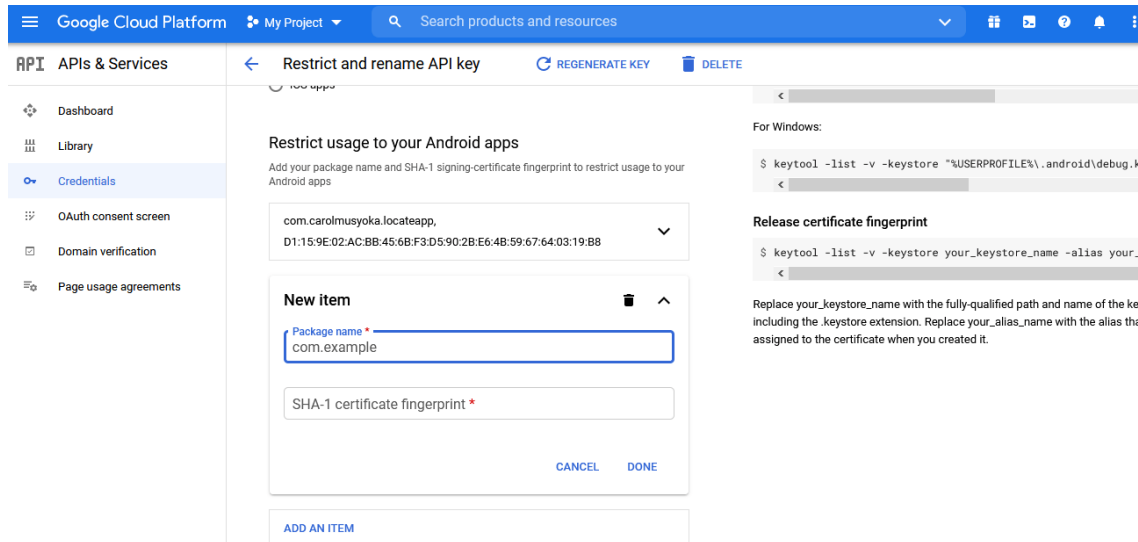 Google Cloud Platform
My Project
Search products and resources
API APIs & Services
Restrict and rename API key
REGENERATE KEY
DELETE
Dashboard
Library
Credentials
OAuth consent screen
Domain verification
Page usage agreements
iOS apps
Restrict usage to your Android apps
Add your package name and SHA-1 signing-certificate fingerprint to restrict usage to your
Android apps
com.carolmusyoka.locateapp,
D1:15:9E:02:AC:BB:45:6B:F3:D5:90:2B:E6:4B:59:67:64:03:19:B8
New item
Package name *
com.example
SHA-1 certificate fingerprint *
CANCEL
DONE
ADD AN ITEM
For Windows:
$ keytool -list -v -keystore "%USERPROFILE%\.android\debug.k
Release certificate fingerprint
$ keytool -list -v -keystore your_keystore_name -alias your_
Replace your_keystore_name with the fully-qualified path and name of the ke
including the .keystore extension. Replace your_alias_name with the alias tha
assigned to the certificate when you created it.